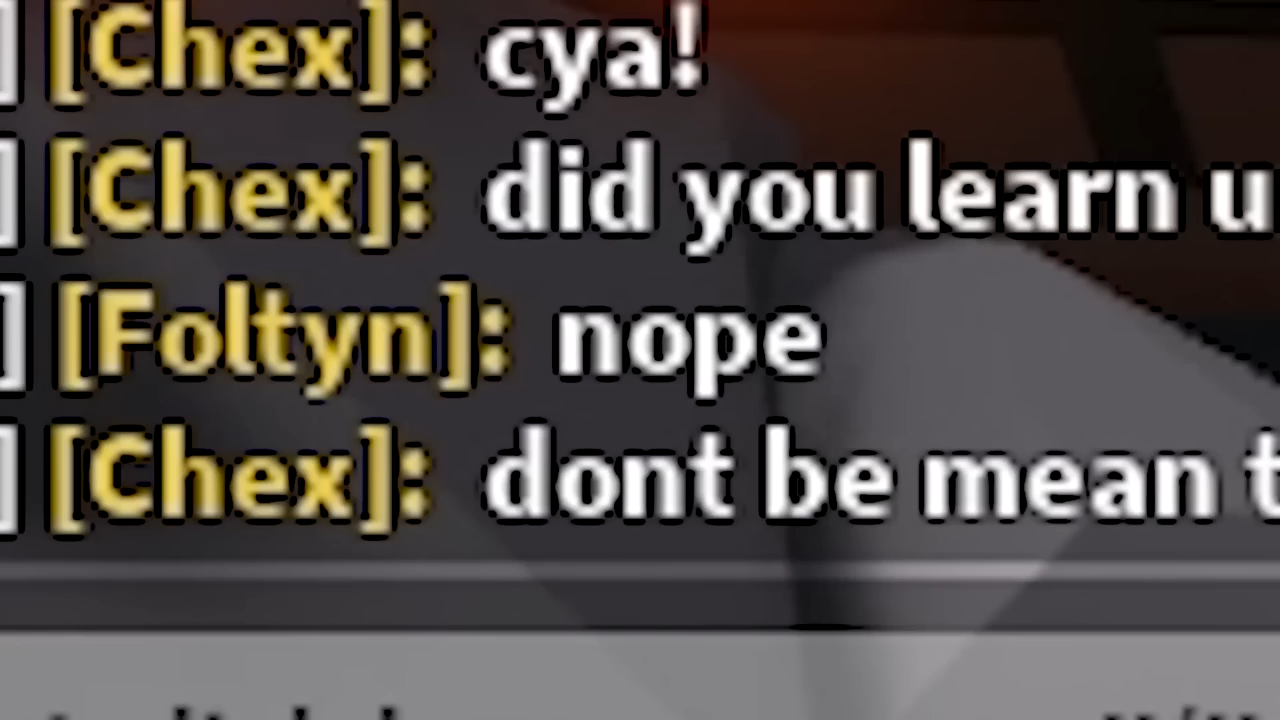 ] [Chex]: cya!
] [Chex]: did you learn u
] [Foltyn]: nope
] [Chex]: dont be mean t